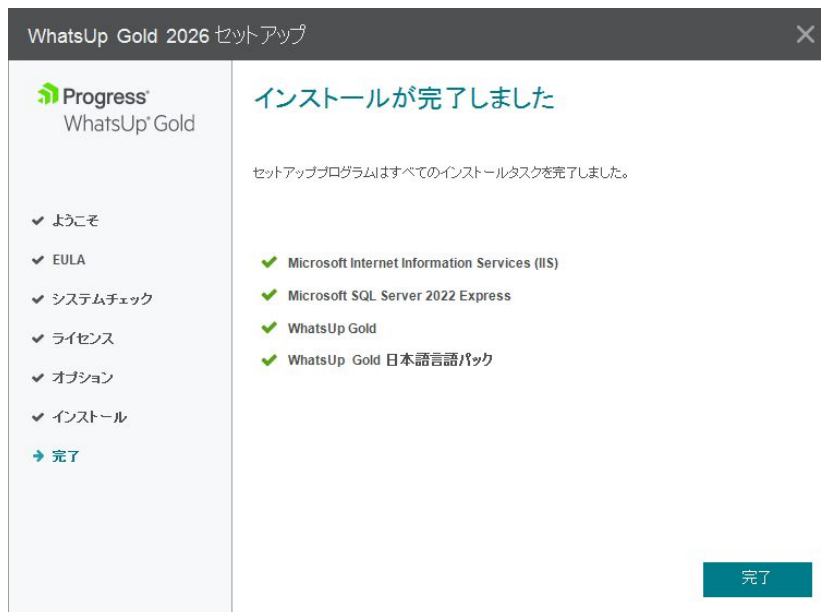 WhatsUp Gold 2026 セットアップ
Progress
WhatsUp Gold
ようこそ
EULA
システムチェック
ライセンス
オプション
インストール
完了
インストールが完了しました
セットアッププログラムはすべてのインストールタスクを完了しました。
Microsoft Internet Information Services (IIS)
Microsoft SQL Server 2022 Express
WhatsUp Gold
WhatsUp Gold 日本語言語パック
完了